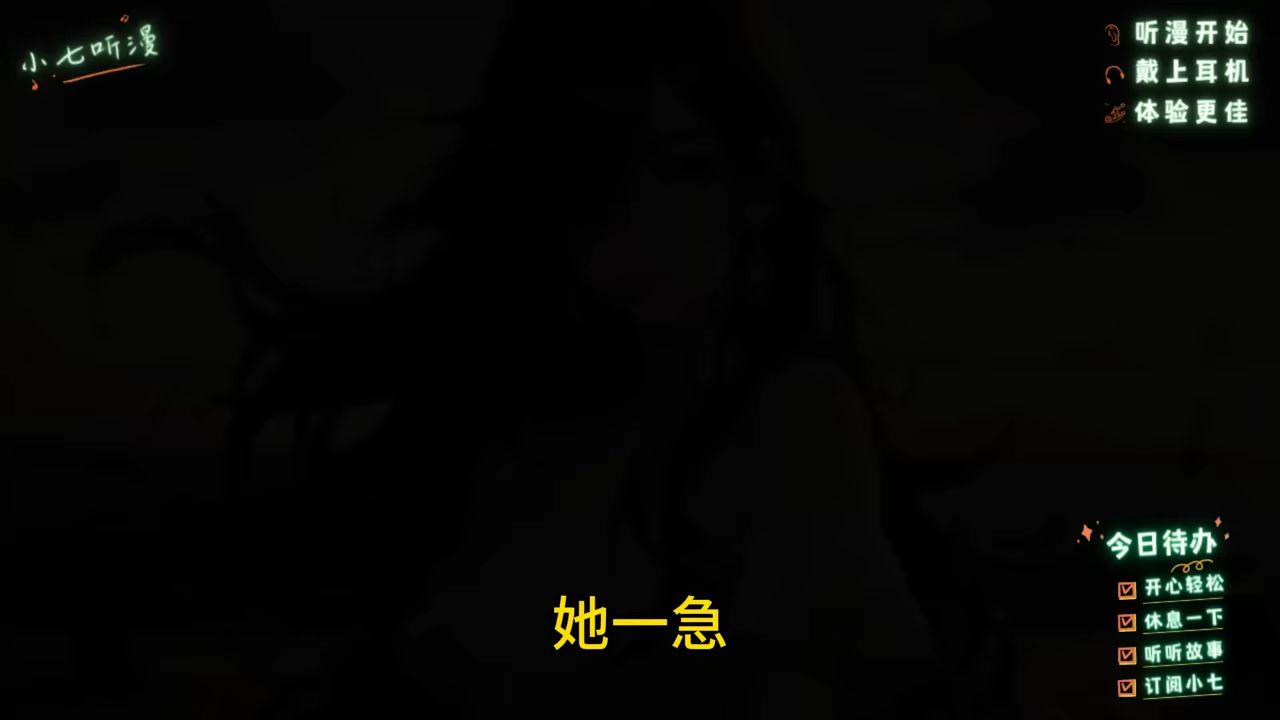 小七听漫
听漫开始
戴上耳机
体验更佳
今日待办
开心轻松
休息一下
听听故事
订阅小七
她一急